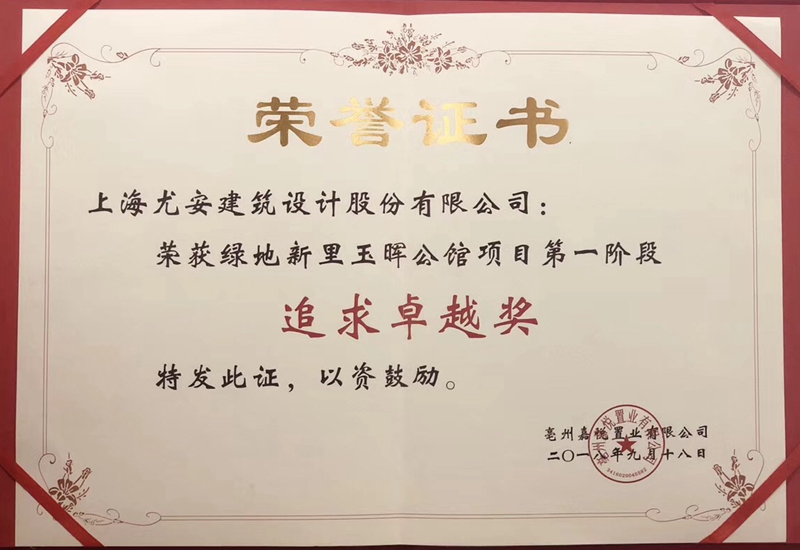 荣誉证书
上海尤安建筑设计股份有限公司：
荣获绿地新里玉晖公馆项目第一阶段
追求卓越奖
特发此证，以资鼓励。
亳州嘉悦置业有限公司
二〇一八年九月十八日